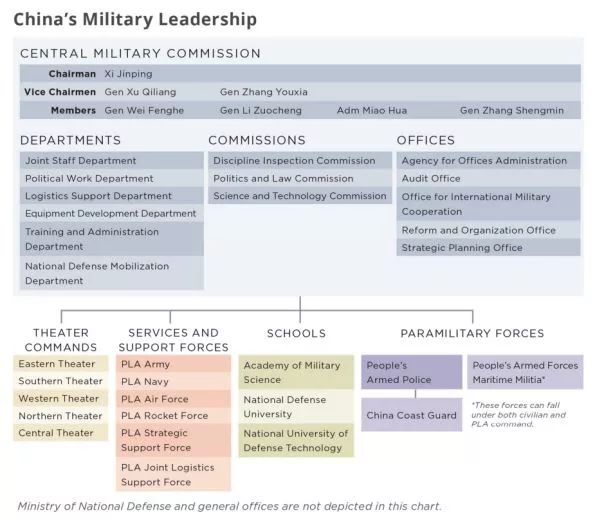 China's Military Leadership
CENTRAL MILITARY COMMISSION
Chairman Xi Jinping
Vice Chairmen Gen Xu Qiliang Gen Zhang Youxia
Members Gen Wei Fenghe Gen Li Zuocheng Adm Miao Hua Gen Zhang Shengmin
DEPARTMENTS
Joint Staff Department
Political Work Department
Logistics Support Department
Equipment Development Department
Training and Administration
Department
National Defense Mobilization
Department
COMMISSIONS
Discipline Inspection Commission
Politics and Law Commission
Science and Technology Commission
OFFICES
Agency for Offices Administration
Audit Office
Office for International Military
Cooperation
Reform and Organization Office
Strategic Planning Office
THEATER
COMMANDS
Eastern Theater
Southern Theater
Western Theater
Northern Theater
Central Theater
SERVICES AND
SUPPORT FORCES
PLA Army
PLA Navy
PLA Air Force
PLA Rocket Force
PLA Strategic
Support Force
PLA Joint Logistics
Support Force
SCHOOLS
Academy of Military
Science
National Defense
University
National University of
Defense Technology
PARAMILITARY FORCES
People's
Armed Police
China Coast Guard
People's Armed Forces
Maritime Militia*
*These forces can fall
under both civilian and
PLA command.
Ministry of National Defense and general offices are not depicted in this chart.